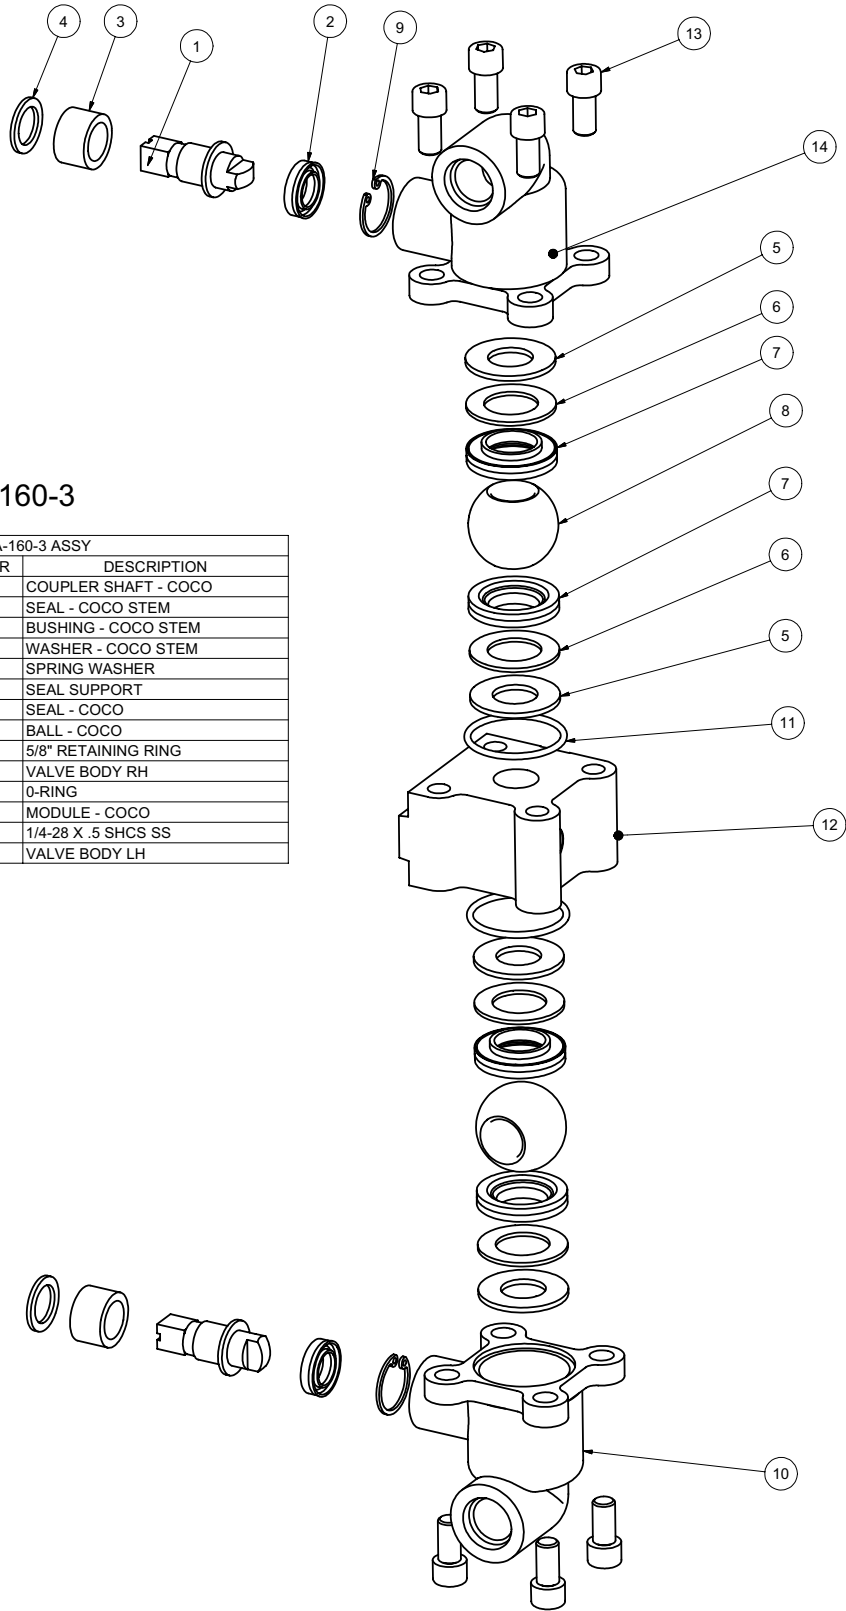 4
3
1
2
9
13
14
5
6
7
8
7
6
5
11
12
10
160-3
-160-3 ASSY
R DESCRIPTION
COUPLER SHAFT - COCO
SEAL - COCO STEM
BUSHING - COCO STEM
WASHER - COCO STEM
SPRING WASHER
SEAL SUPPORT
SEAL - COCO
BALL - COCO
5/8" RETAINING RING
VALVE BODY RH
0-RING
MODULE - COCO
1/4-28 X .5 SHCS SS
VALVE BODY LH